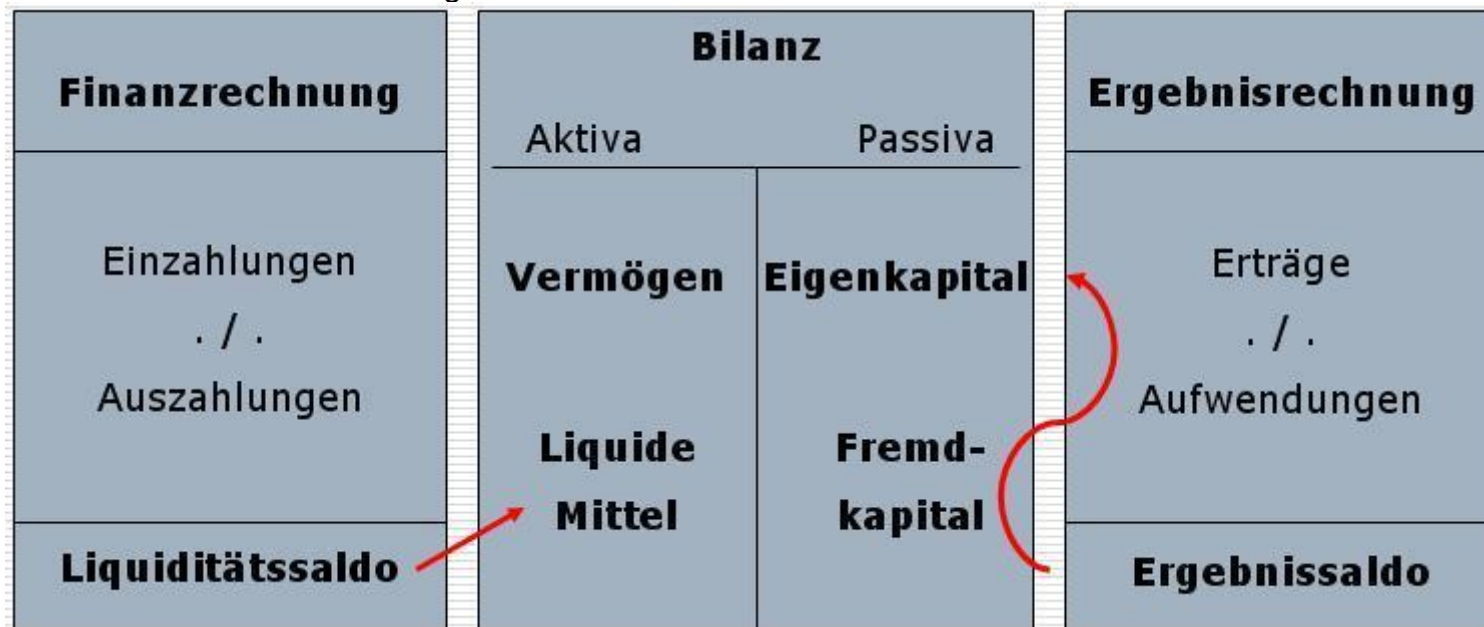 Finanzrechnung
Einzahlungen
. / .
Auszahlungen
Liquiditätssaldo
Bilanz
Aktiva Passiva
Vermögen Eigenkapital
Liquide Fremd-
Mittel kapital
Ergebnisrechnung
Erträge
. / .
Aufwendungen
Ergebnissaldo